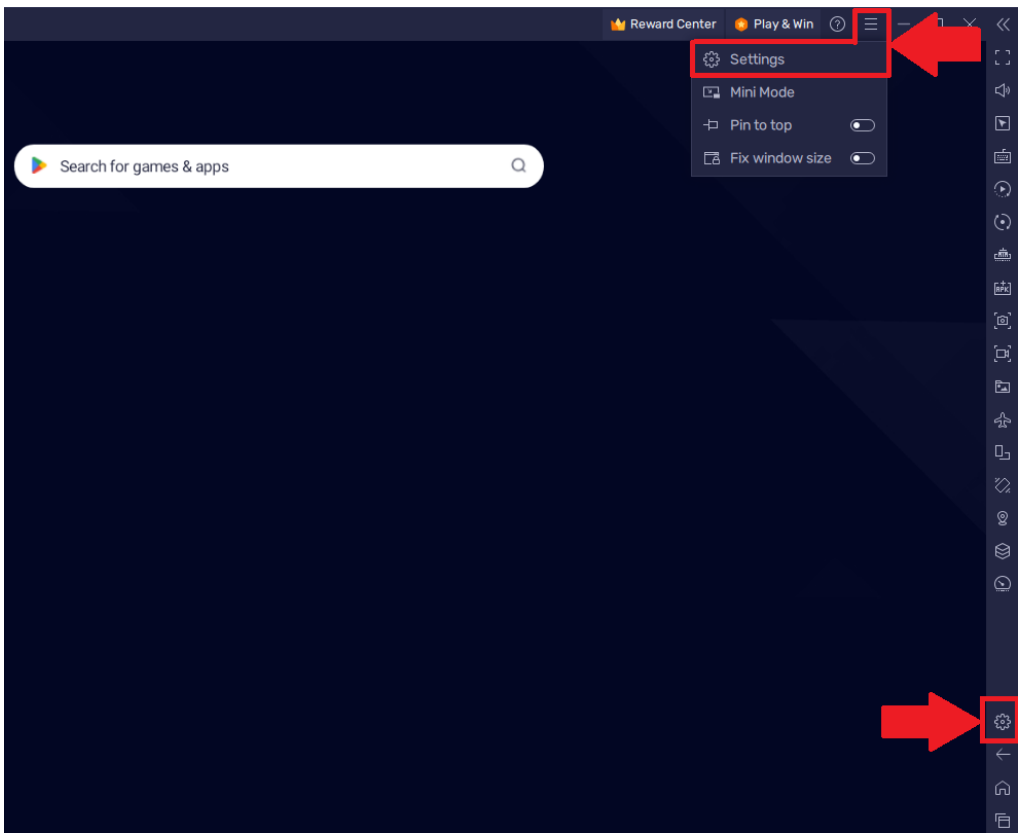 Reward Center
Play & Win
Settings
Mini Mode
Pin to top
Fix window size
Search for games & apps